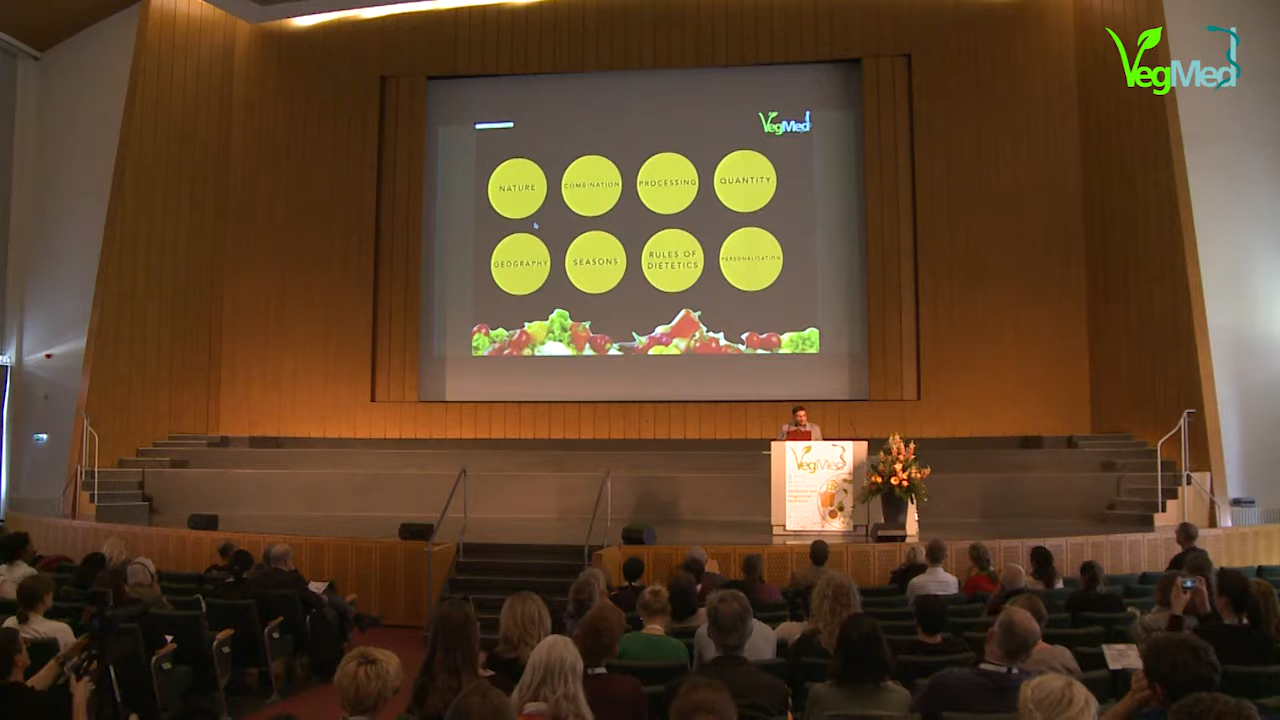 VegMed
VegMed
NATURE
COMBINATION
PROCESSING
QUANTITY
GEOGRAPHY
SEASONS
RULES OF
DIETETICS
PERSONALISATION
VegMed